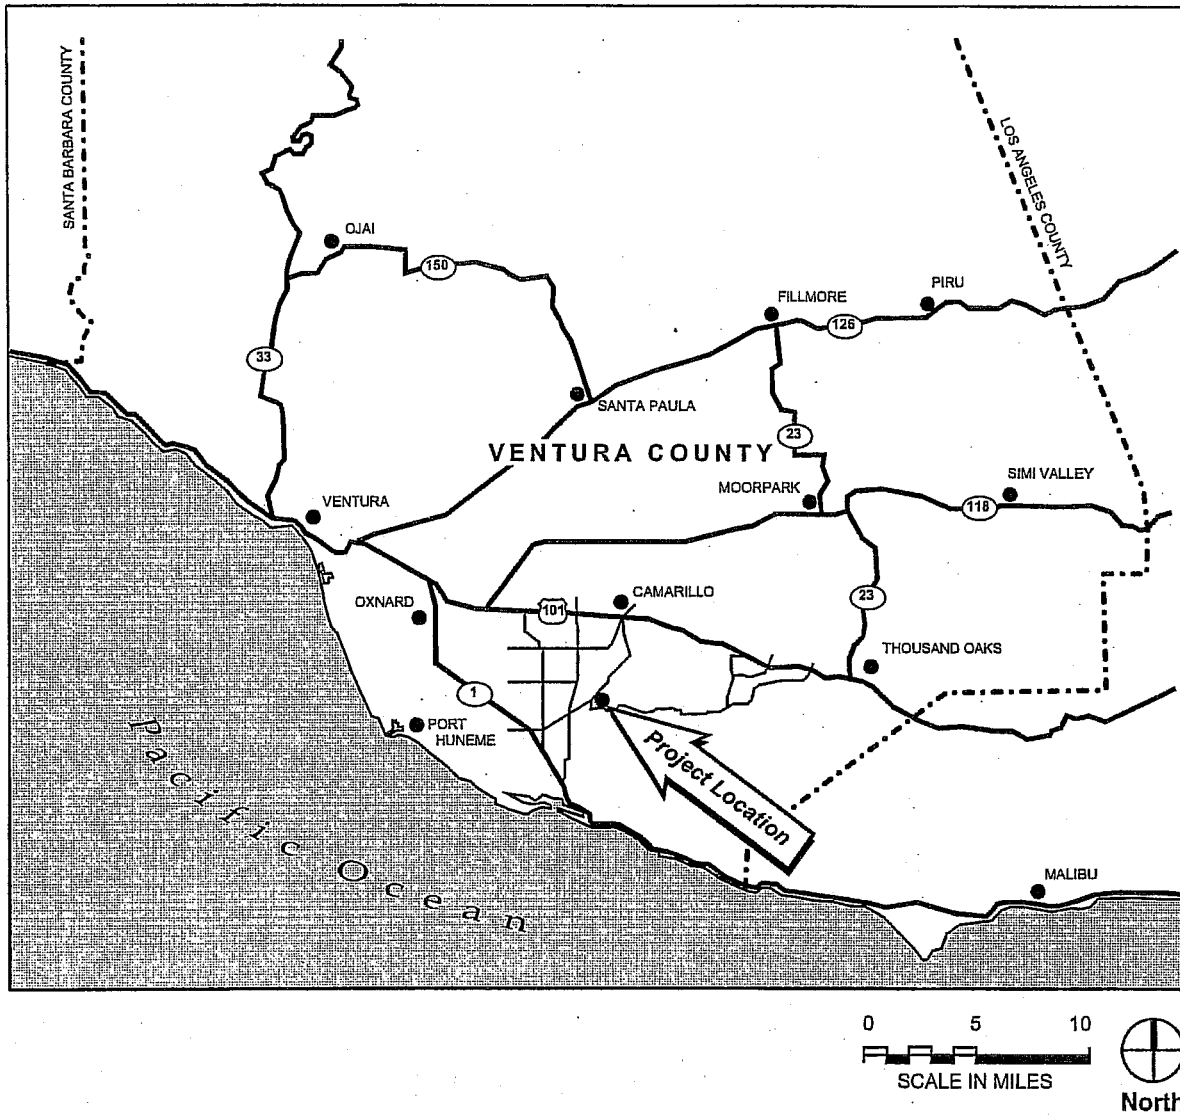 SANTA BARBARA COUNTY
LOS ANGELES COUNTY
OJAI
150
PIRU
FILLMORE
126
33
SANTA PAULA
23
VENTURA COUNTY
SIMI VALLEY
MOORPARK
VENTURA
118
CAMARILLO
OXNARD
101
23
THOUSAND OAKS
1
PORT
HUNEME
Project Location
Pacific Ocean
MALIBU
0 5 10
SCALE IN MILES
North